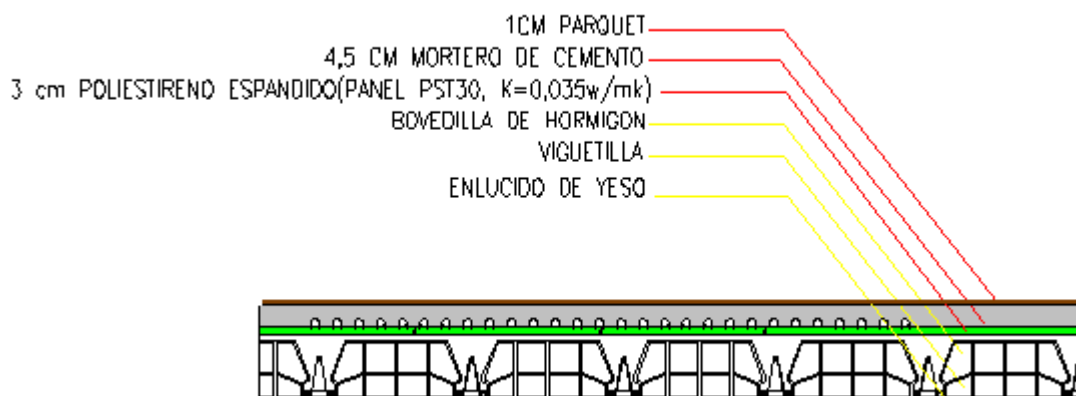 1CM PARQUET
4,5 CM MORTERO DE CEMENTO
3 cm POLIESTIRENO ESPANDIDO(PANEL PST30, K=0,035w/mk)
BOVEDILLA DE HORMIGON
VIGUETILLA
ENLUCIDO DE YESO